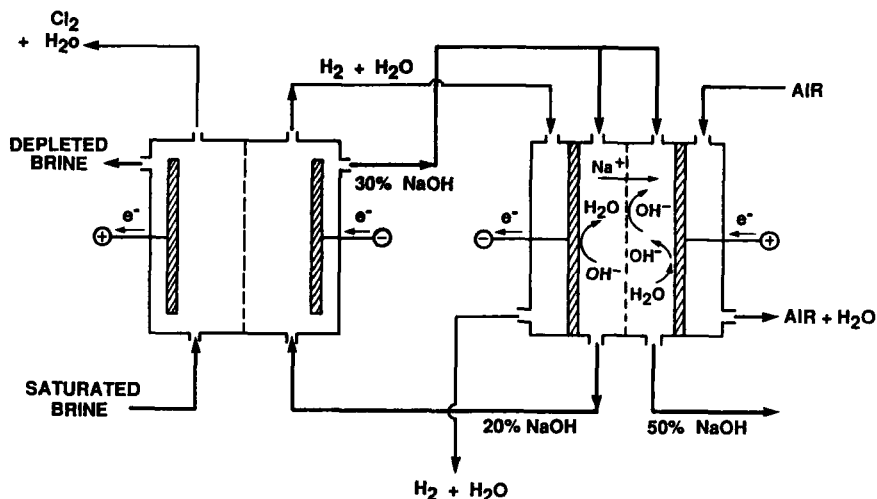 Cl2
+ H2o
H2 + H2O
AIR
DEPLETED
BRINE
30% NaOH
Na+
H2O
OH–
e-
+
e-
–
–
e-
OH–
OH–
H2O
e-
+
AIR + H2O
SATURATED
BRINE
20% NaOH
50% NaOH
H2 + H2O